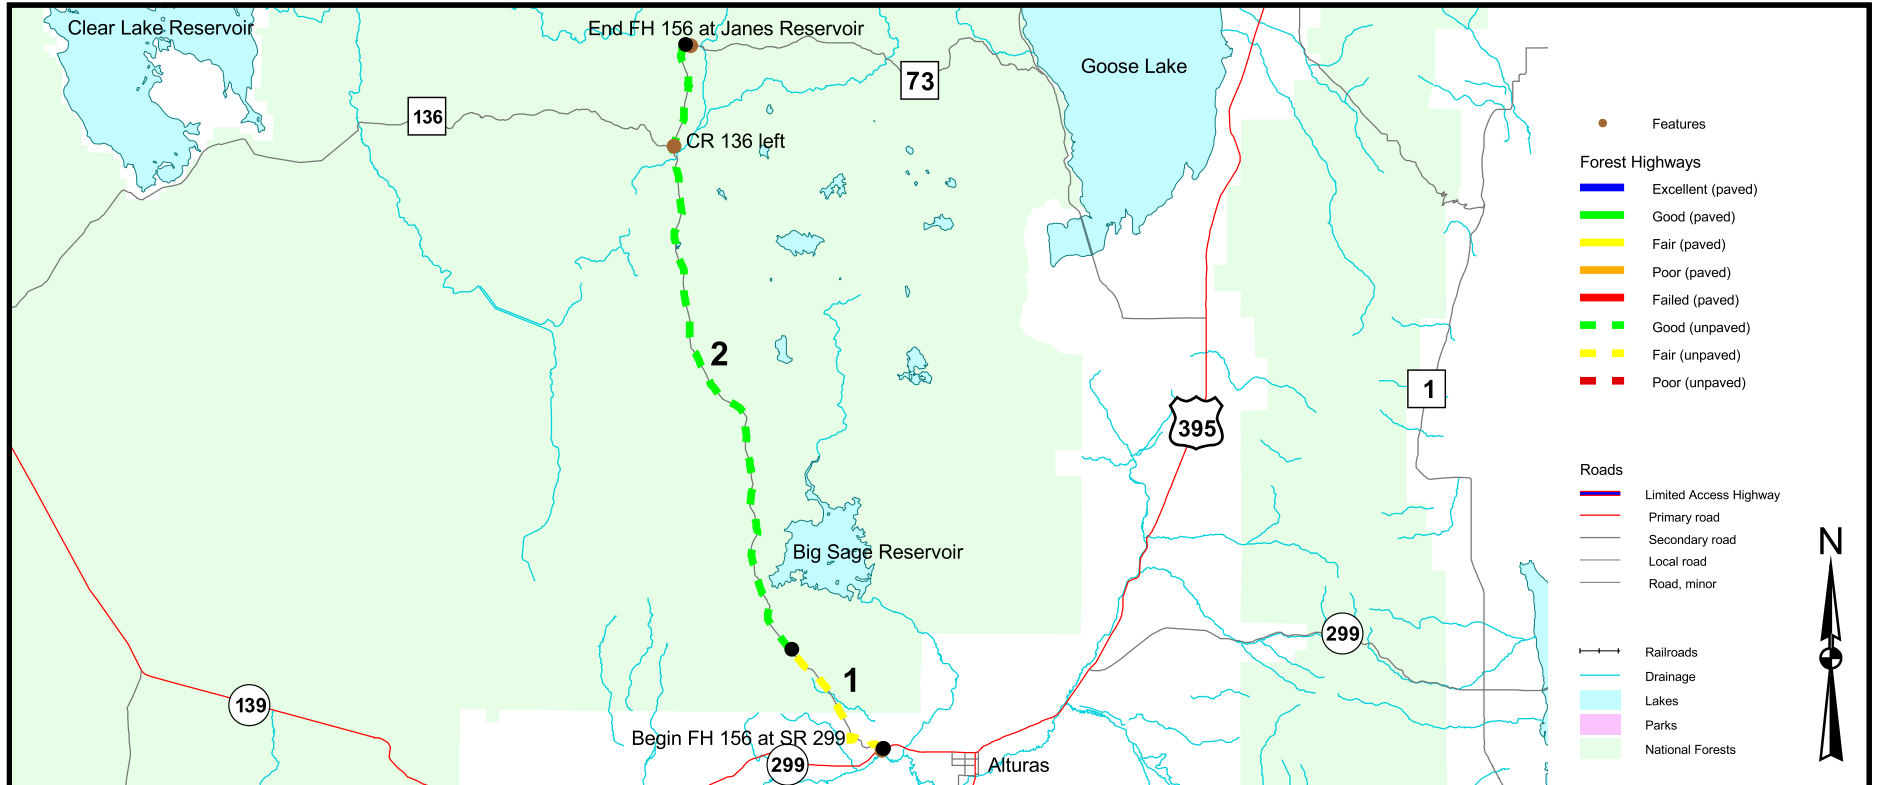 Clear Lake Reservoir
End FH 156 at Janes Reservoir
Goose Lake
73
136
CR 136 left
2
395
1
Big Sage Reservoir
299
1
139
Begin FH 156 at SR 299
299
Alturas
Features
Forest Highways
Excellent (paved)
Good (paved)
Fair (paved)
Poor (paved)
Failed (paved)
Good (unpaved)
Fair (unpaved)
Poor (unpaved)
Roads
Limited Access Highway
Primary road
Secondary road
Local road
Road, minor
Railroads
Drainage
Lakes
Parks
National Forests
N